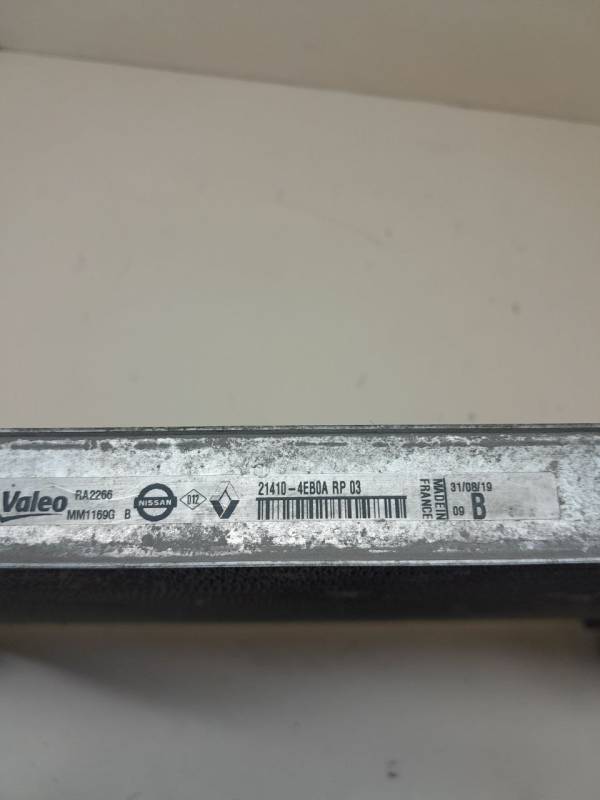 Valeo
RA2266
MM1169G B
NISSAN
D12
21410-4EB0A RP 03
MADE IN
FRANCE
31/08/19
09 B